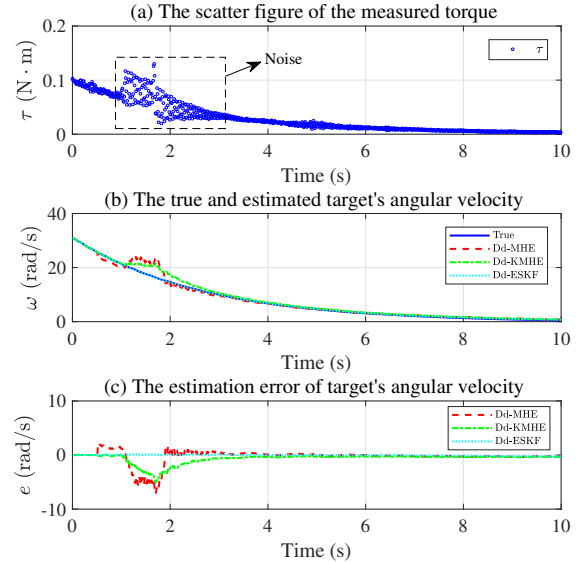 (a) The scatter figure of the measured torque
0.2
0.1
0
τ (N · m)
Noise
τ
0 2 4 6 8 10
Time (s)
(b) The true and estimated target's angular velocity
40
20
0
ω (rad/s)
True
Dd-MHE
Dd-KMHE
Dd-ESKF
0 2 4 6 8 10
Time (s)
(c) The estimation error of target's angular velocity
10
0
-10
e (rad/s)
Dd-MHE
Dd-KMHE
Dd-ESKF
0 2 4 6 8 10
Time (s)